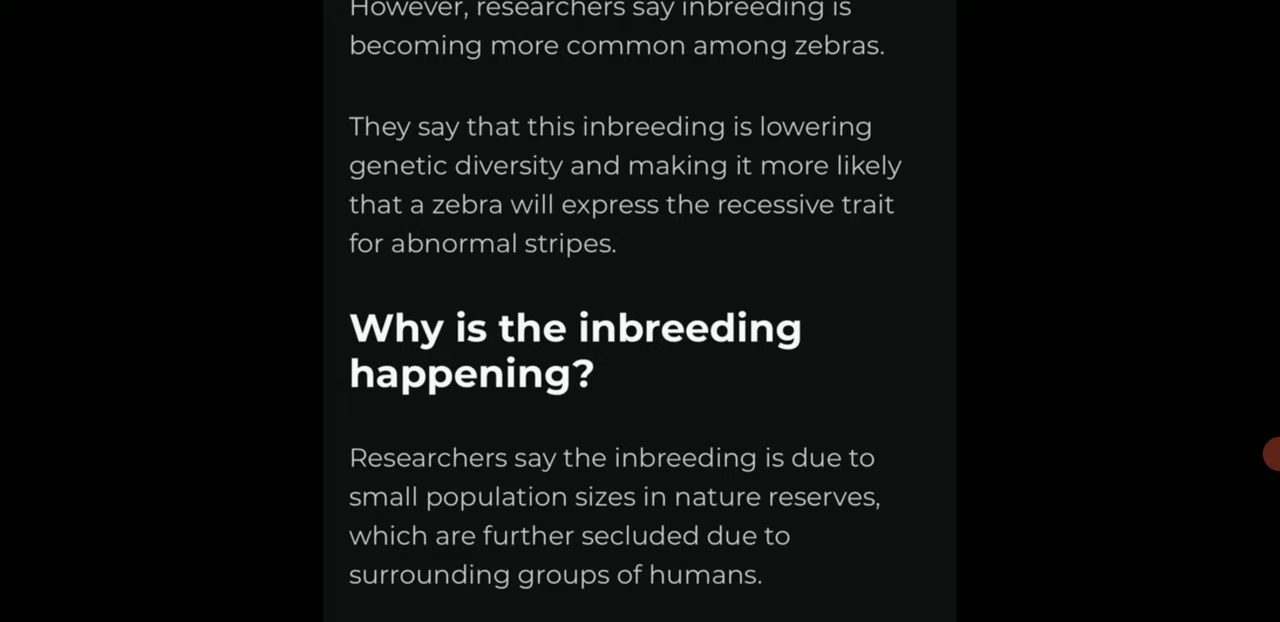 However, researchers say inbreeding is
becoming more common among zebras.
They say that this inbreeding is lowering
genetic diversity and making it more likely
that a zebra will express the recessive trait
for abnormal stripes.
Why is the inbreeding
happening?
Researchers say the inbreeding is due to
small population sizes in nature reserves,
which are further secluded due to
surrounding groups of humans.